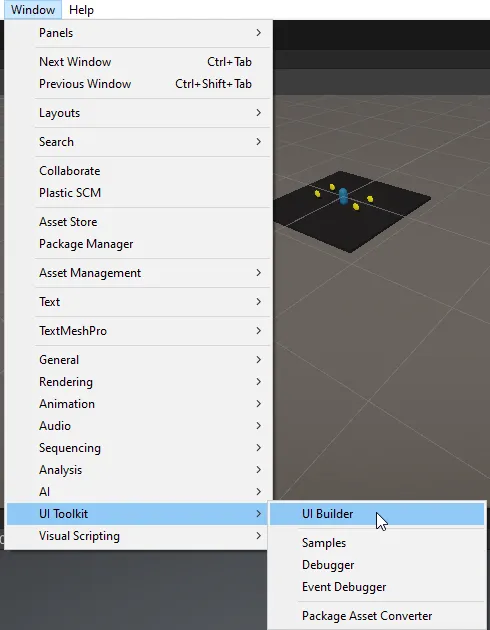 Window Help
Panels
Next Window Ctrl+Tab
Previous Window Ctrl+Shift+Tab
Layouts
Search
Collaborate
Plastic SCM
Asset Store
Package Manager
Asset Management
Text
TextMeshPro
General
Rendering
Animation
Audio
Sequencing
Analysis
AI
UI Toolkit
Visual Scripting
UI Builder
Samples
Debugger
Event Debugger
Package Asset Converter